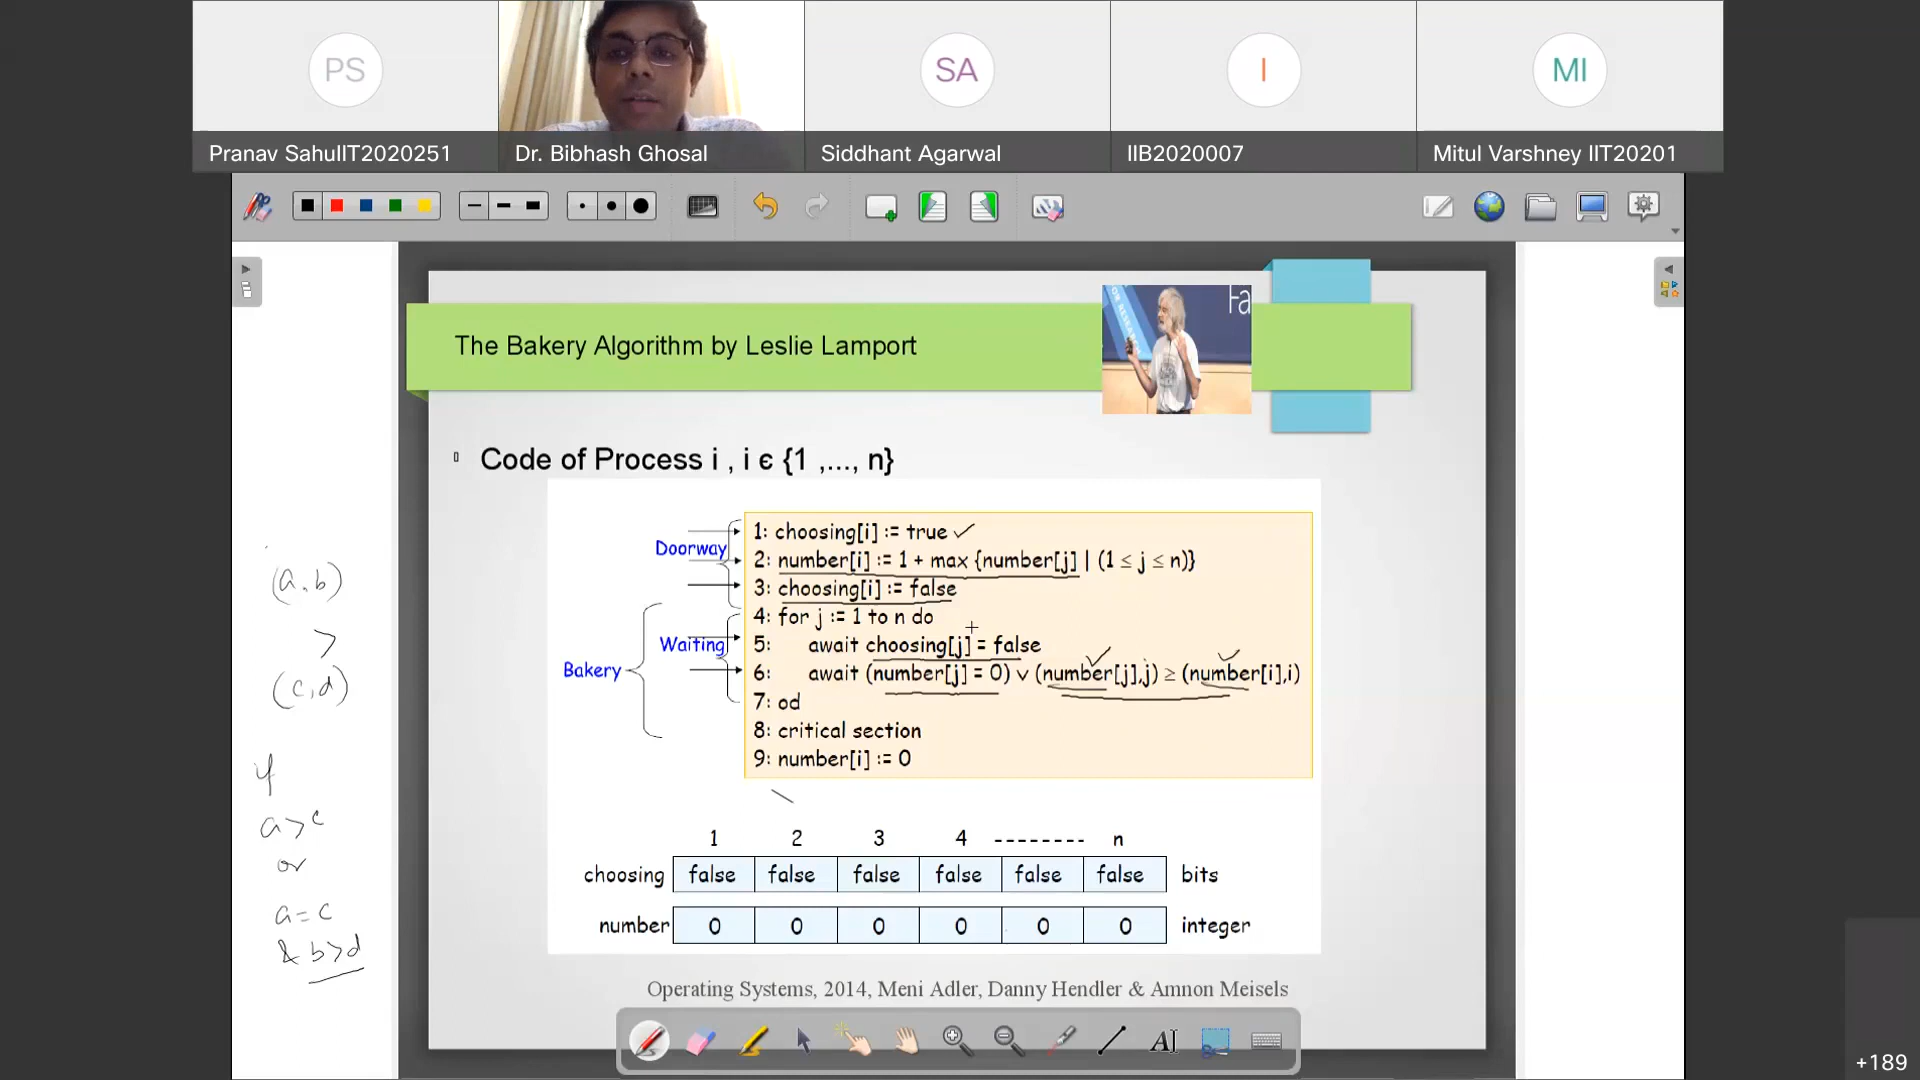 PS
SA
I
MI
Pranav SahuIIT2020251
Dr. Bibhash Ghosal
Siddhant Agarwal
IIB2020007
Mitul Varshney IIT20201
Fa
The Bakery Algorithm by Leslie Lamport
Code of Process i , i є {1 ,..., n}
Doorway
Waiting
Bakery
1: choosing[i] := true ✓
2: number[i] := 1 + max {number[j] | (1 ≤ j ≤ n)}
3: choosing[i] := false
4: for j := 1 to n do
5: await choosing[j] = false
6: await (number[j] = 0) ∨ (number[j],j) ≥ (number[i],i)
7: od
8: critical section
9: number[i] := 0
(a,b)
>
(c,d)
if
a>c
or
a=c
& b>d
1 2 3 4 -------- n
choosing false false false false false false bits
number 0 0 0 0 0 0 integer
Operating Systems, 2014, Meni Adler, Danny Hendler & Amnon Meisels
+189